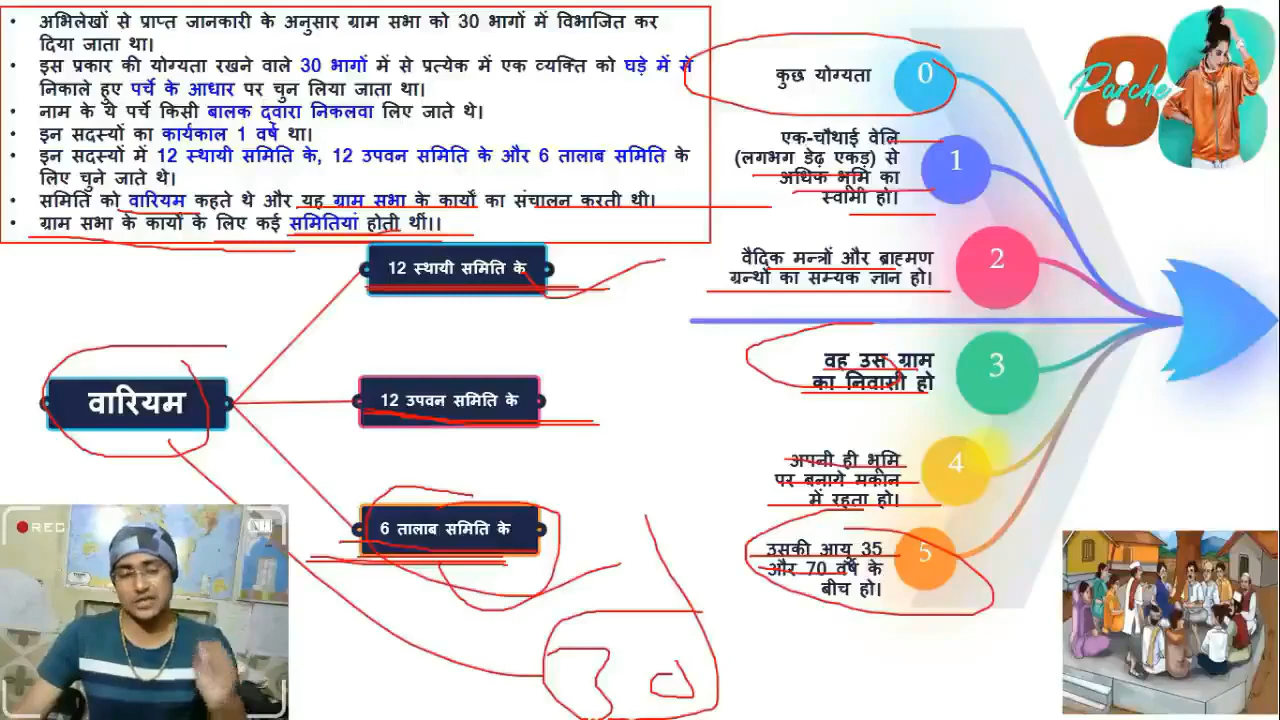 अभिलेखों से प्राप्त जानकारी के अनुसार ग्राम सभा को 30 भागों में विभाजित कर
दिया जाता था।
इस प्रकार की योग्यता रखने वाले 30 भागों में से प्रत्येक में एक व्यक्ति को घड़े में से
निकाले हुए पर्चे के आधार पर चुन लिया जाता था।
नाम के ये पर्चे किसी बालक द्वारा निकलवा लिए जाते थे।
इन सदस्यों का कार्यकाल 1 वर्ष था।
इन सदस्यों में 12 स्थायी समिति के, 12 उपवन समिति के और 6 तालाब समिति के
लिए चुने जाते थे।
समिति को वारियम कहते थे और यह ग्राम सभा के कार्यों का संचालन करती थी।
ग्राम सभा के कार्यों के लिए कई समितियां होती थीं।।
वारियम
12 स्थायी समिति के
12 उपवन समिति के
6 तालाब समिति के
30
कुछ योग्यता
0
एक-चौथाई वेलि
(लगभग डेढ़ एकड़) से
अधिक भूमि का
स्वामी हो।
1
वैदिक मन्त्रों और ब्राह्मण
ग्रन्थों का सम्यक ज्ञान हो।
2
वह उस ग्राम
का निवासी हो
3
अपनी ही भूमि
पर बनाये मकान
में रहता हो।
4
उसकी आयु 35
और 70 वर्ष के
बीच हो।
5
88
Parche
REC